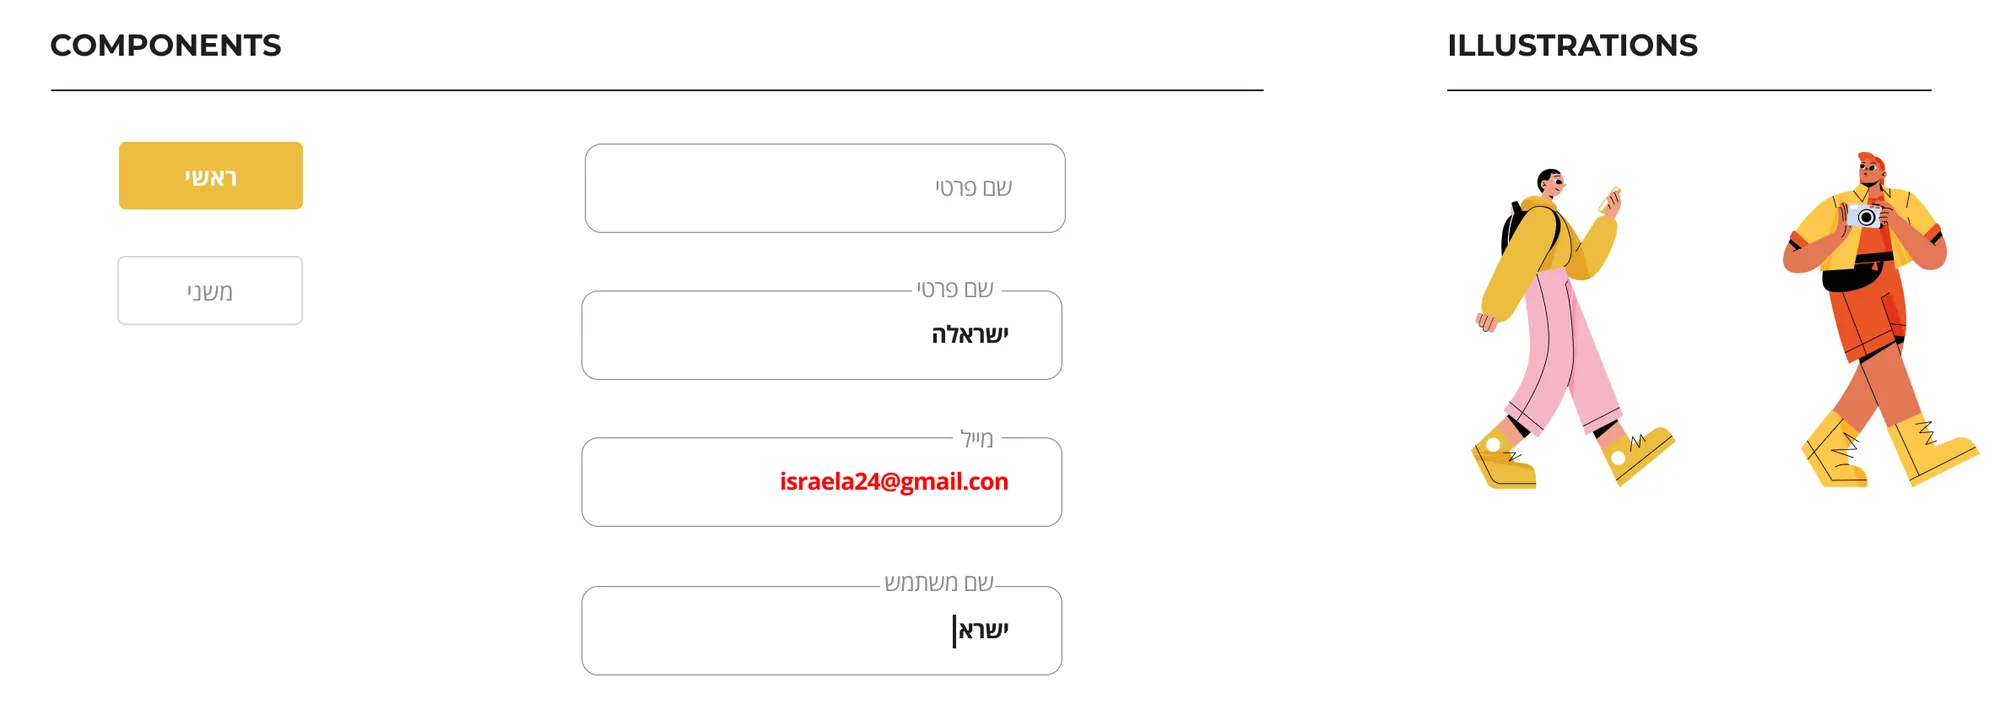 COMPONENTS
ראשי
משני
שם פרטי
שם פרטי
ישראלה
מייל
israela24@gmail.con
שם משתמש
ישרא
ILLUSTRATIONS